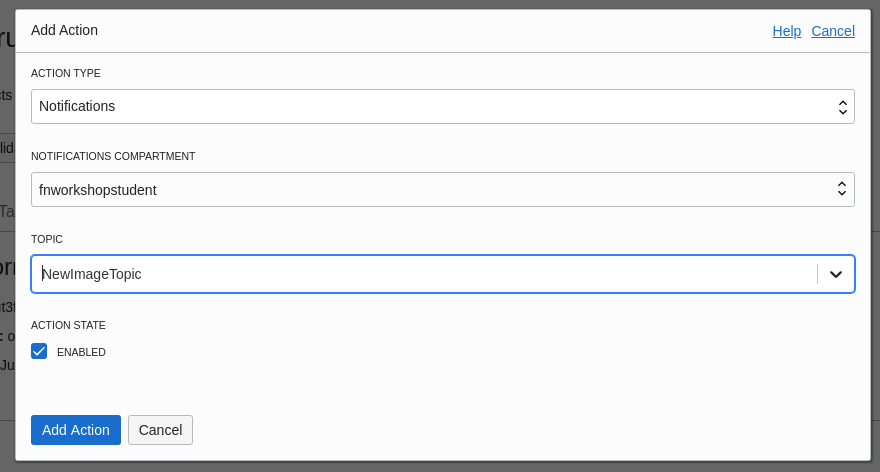 Add Action
Help Cancel
ACTION TYPE
Notifications
NOTIFICATIONS COMPARTMENT
fnworkshopstudent
TOPIC
NewImageTopic
ACTION STATE
ENABLED
Add Action Cancel